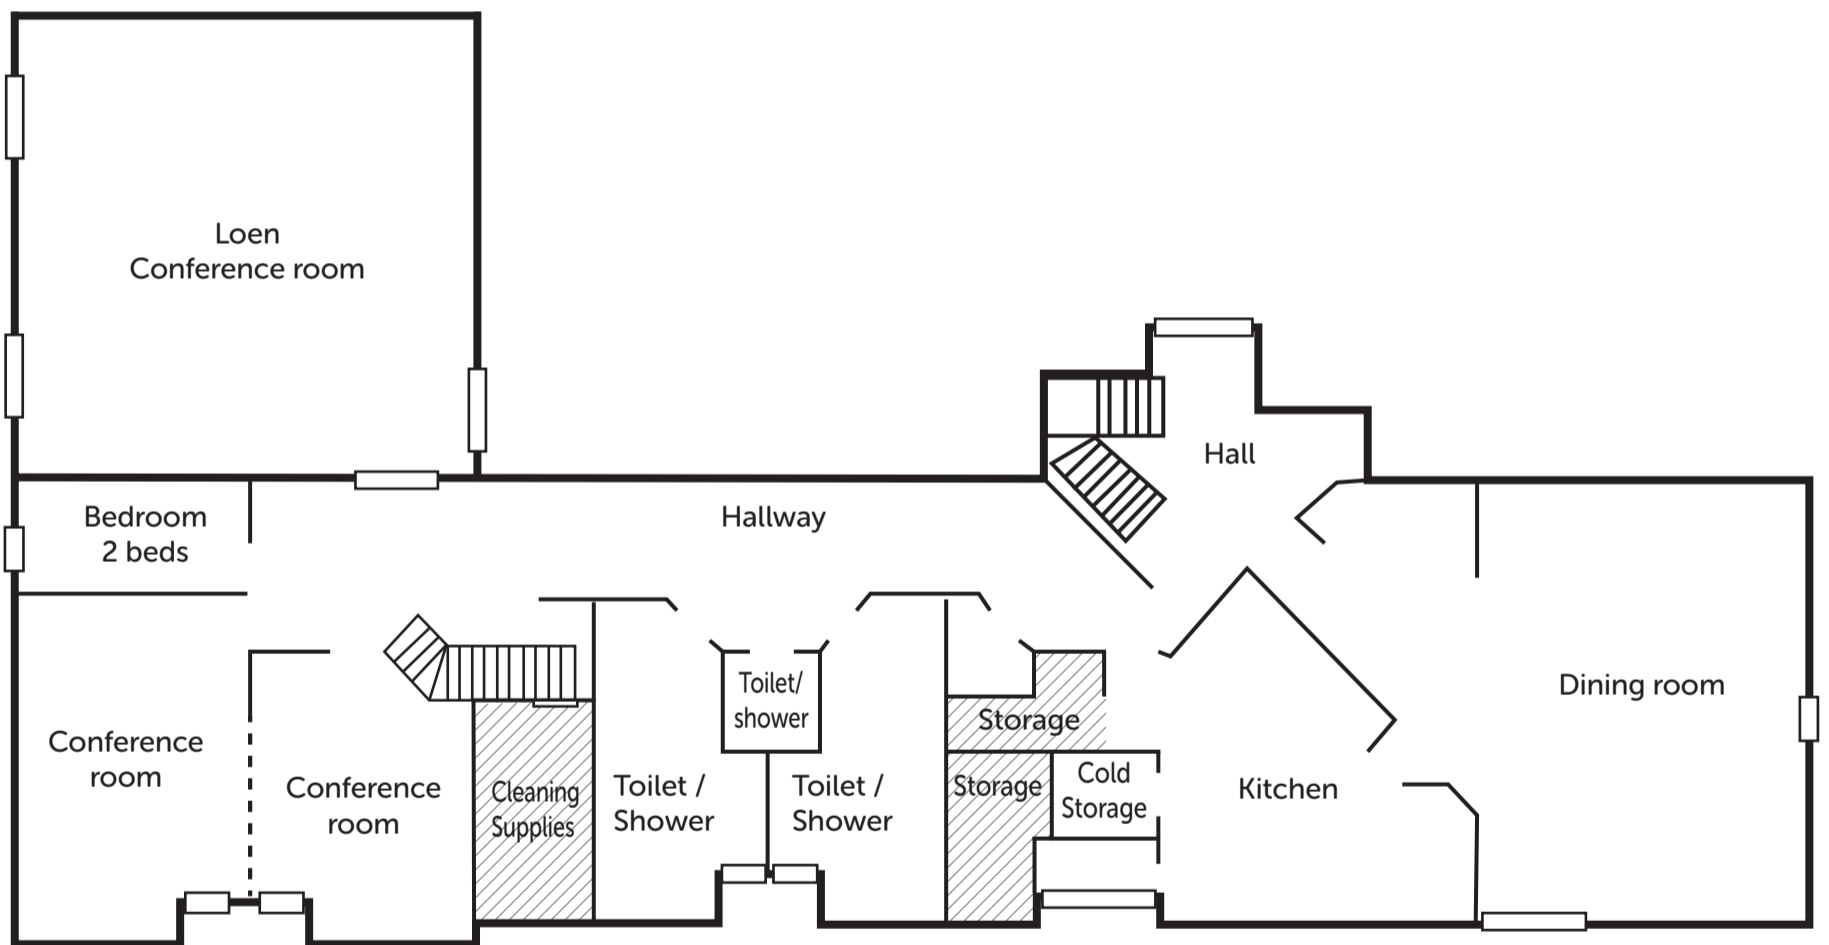 Loen
Conference room
Hall
Bedroom
2 beds
Hallway
Conference
room
Conference
room
Cleaning
Supplies
Toilet /
Shower
Toilet/
shower
Toilet /
Shower
Storage
Storage
Cold
Storage
Kitchen
Dining room